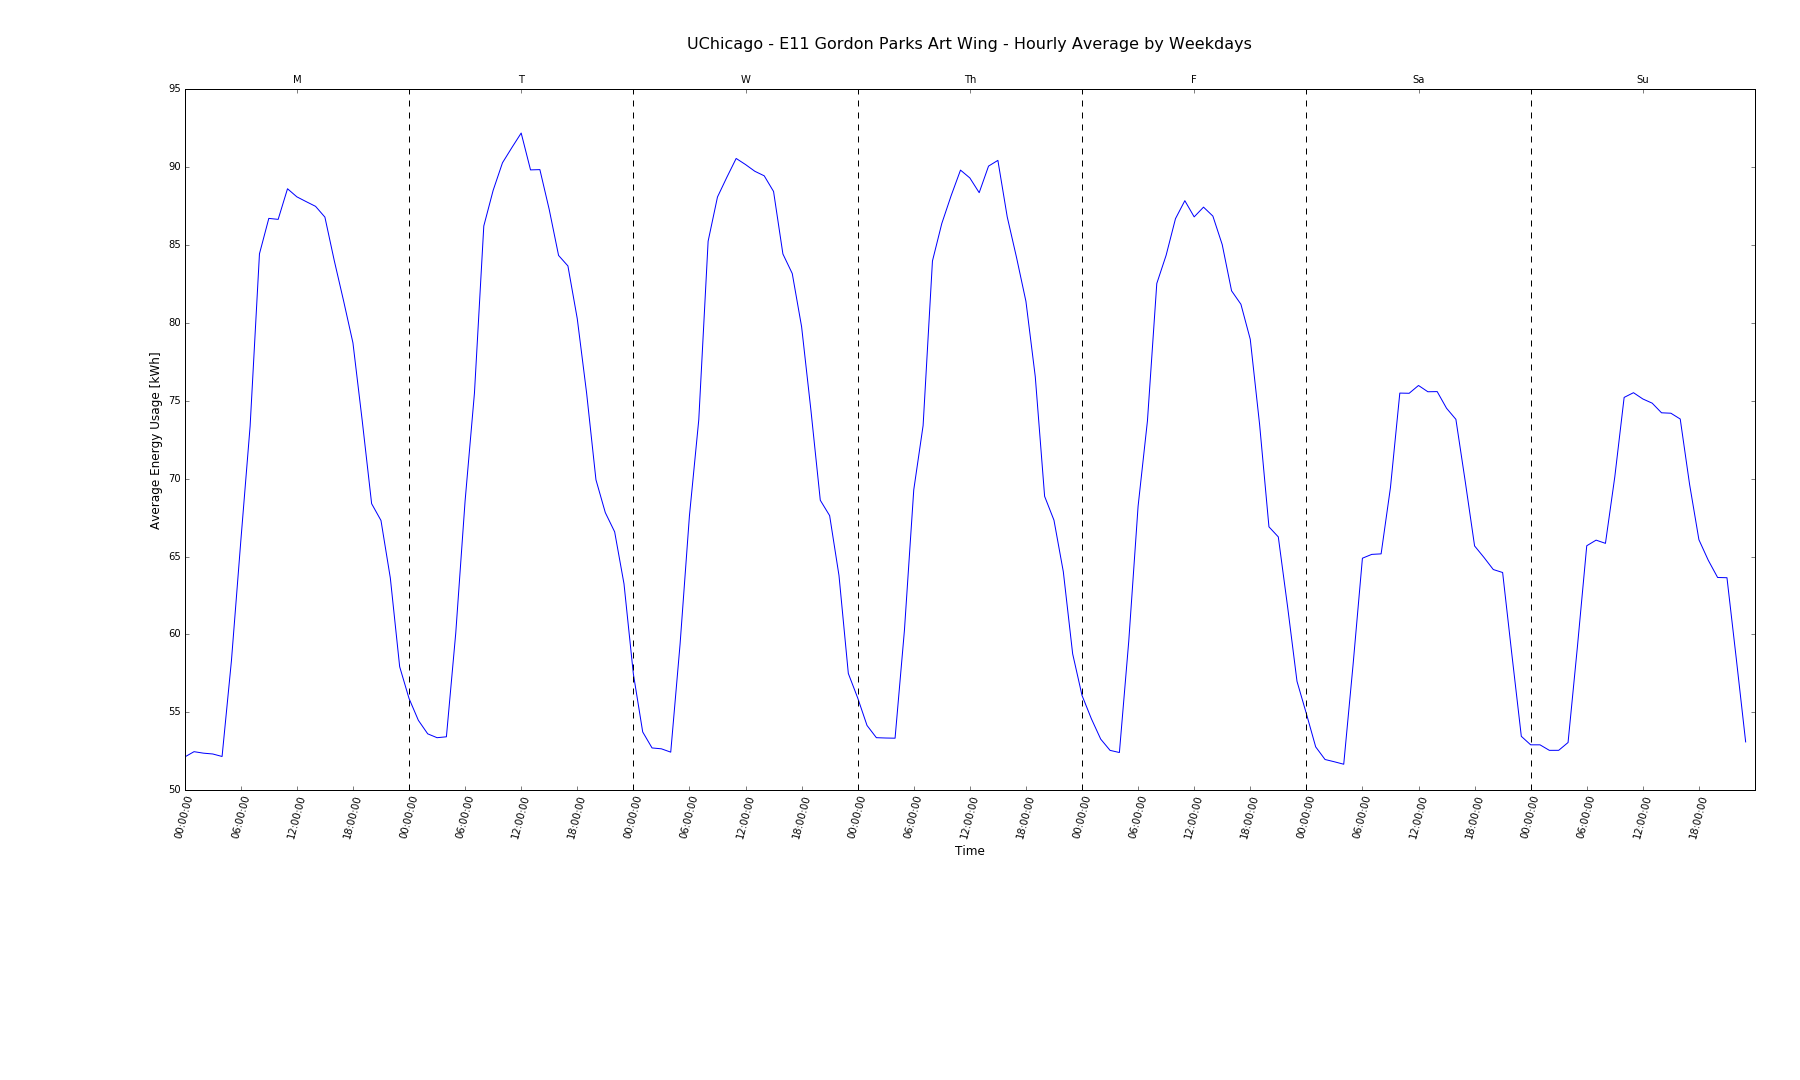 UChicago - E11 Gordon Parks Art Wing - Hourly Average by Weekdays
M T W Th F Sa Su
95
90
85
80
75
70
65
60
55
50
Average Energy Usage [kWh]
00:00:00 06:00:00 12:00:00 18:00:00 00:00:00 06:00:00 12:00:00 18:00:00 00:00:00 06:00:00 12:00:00 18:00:00 00:00:00 06:00:00 12:00:00 18:00:00 00:00:00 06:00:00 12:00:00 18:00:00 00:00:00 06:00:00 12:00:00 18:00:00 00:00:00 06:00:00 12:00:00 18:00:00
Time